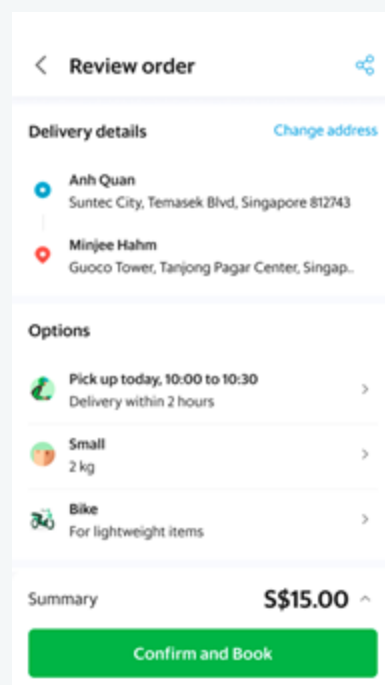 Review order
Delivery details
Change address
Anh Quan
Suntec City, Temasek Blvd, Singapore 812743
Minjee Hahm
Guoco Tower, Tanjong Pagar Center, Singap..
Options
Pick up today, 10:00 to 10:30
Delivery within 2 hours
Small
2 kg
Bike
For lightweight items
Summary
S$15.00
Confirm and Book